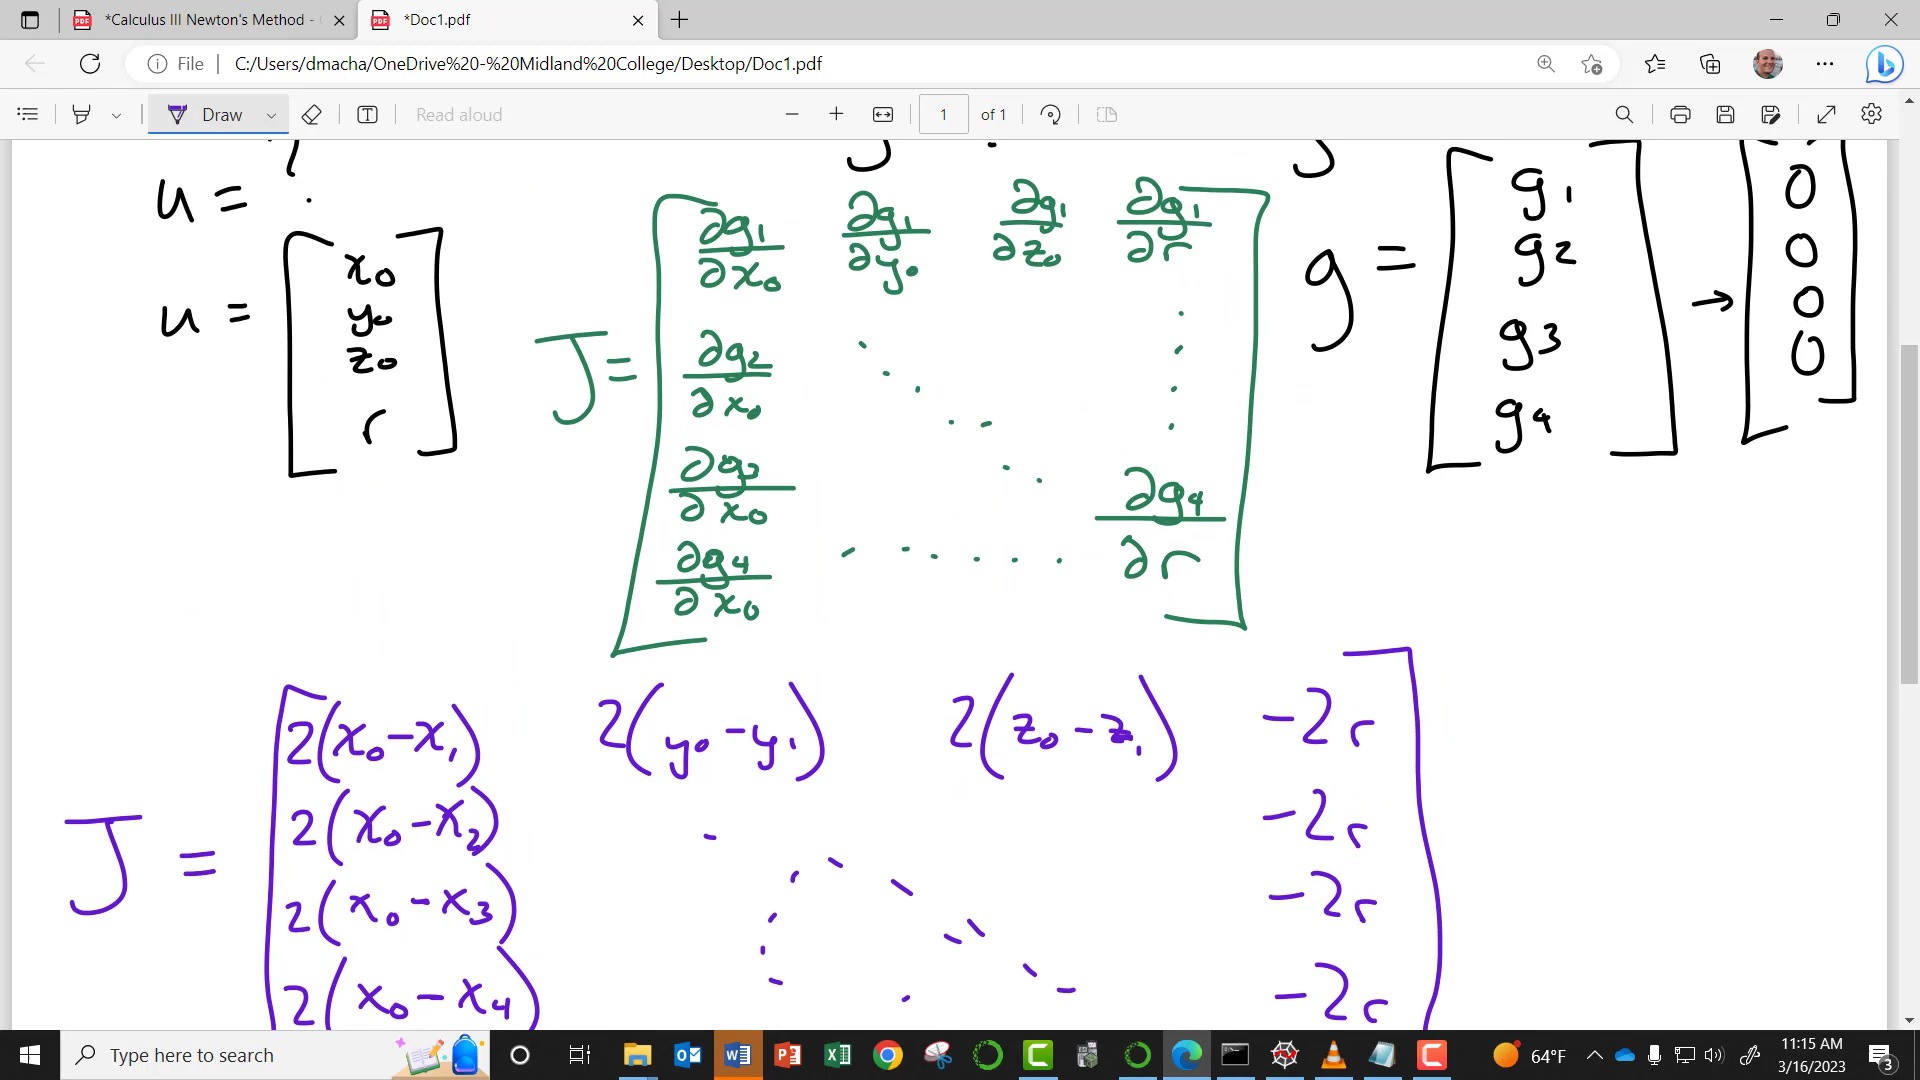 *Calculus III Newton's Method -
*Doc1.pdf
File
C:/Users/dmacha/OneDrive%20-%20Midland%20College/Desktop/Doc1.pdf
Draw
Read aloud
1
of 1
u = ?
u = [x₀ y₀ z₀ r]
J =
∂g₁/∂x₀ ∂g₁/∂y₀ ∂g₁/∂z₀ ∂g₁/∂r
∂g₂/∂x₀
∂g₃/∂x₀
∂g₄/∂x₀ ...... ∂g₄/∂r
g = [g₁ g₂ g₃ g₄] → [0 0 0 0]
J =
2(x₀-x₁) 2(y₀-y₁) 2(z₀-z₁) -2r
2(x₀-x₂) -2r
2(x₀-x₃) -2r
2(x₀-x₄) -2r
Type here to search
64°F
11:15 AM
3/16/2023
3